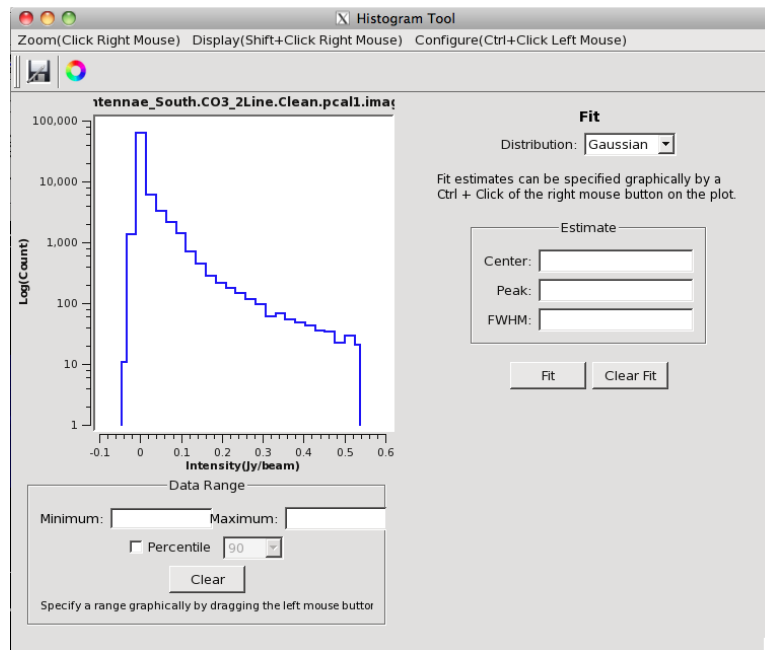 X Histogram Tool
Zoom(Click Right Mouse) Display(Shift+Click Right Mouse) Configure(Ctrl+Click Left Mouse)
ntennae_South.CO3_2Line.Clean.pcal1.imag
100,000
10,000
1,000
100
10
1
Log(Count)
-0.1 0 0.1 0.2 0.3 0.4 0.5 0.6
Intensity(Jy/beam)
Data Range
Minimum: Maximum:
Percentile 90
Clear
Specify a range graphically by dragging the left mouse buttor
Fit
Distribution: Gaussian
Fit estimates can be specified graphically by a
Ctrl + Click of the right mouse button on the plot.
Estimate
Center:
Peak:
FWHM:
Fit Clear Fit